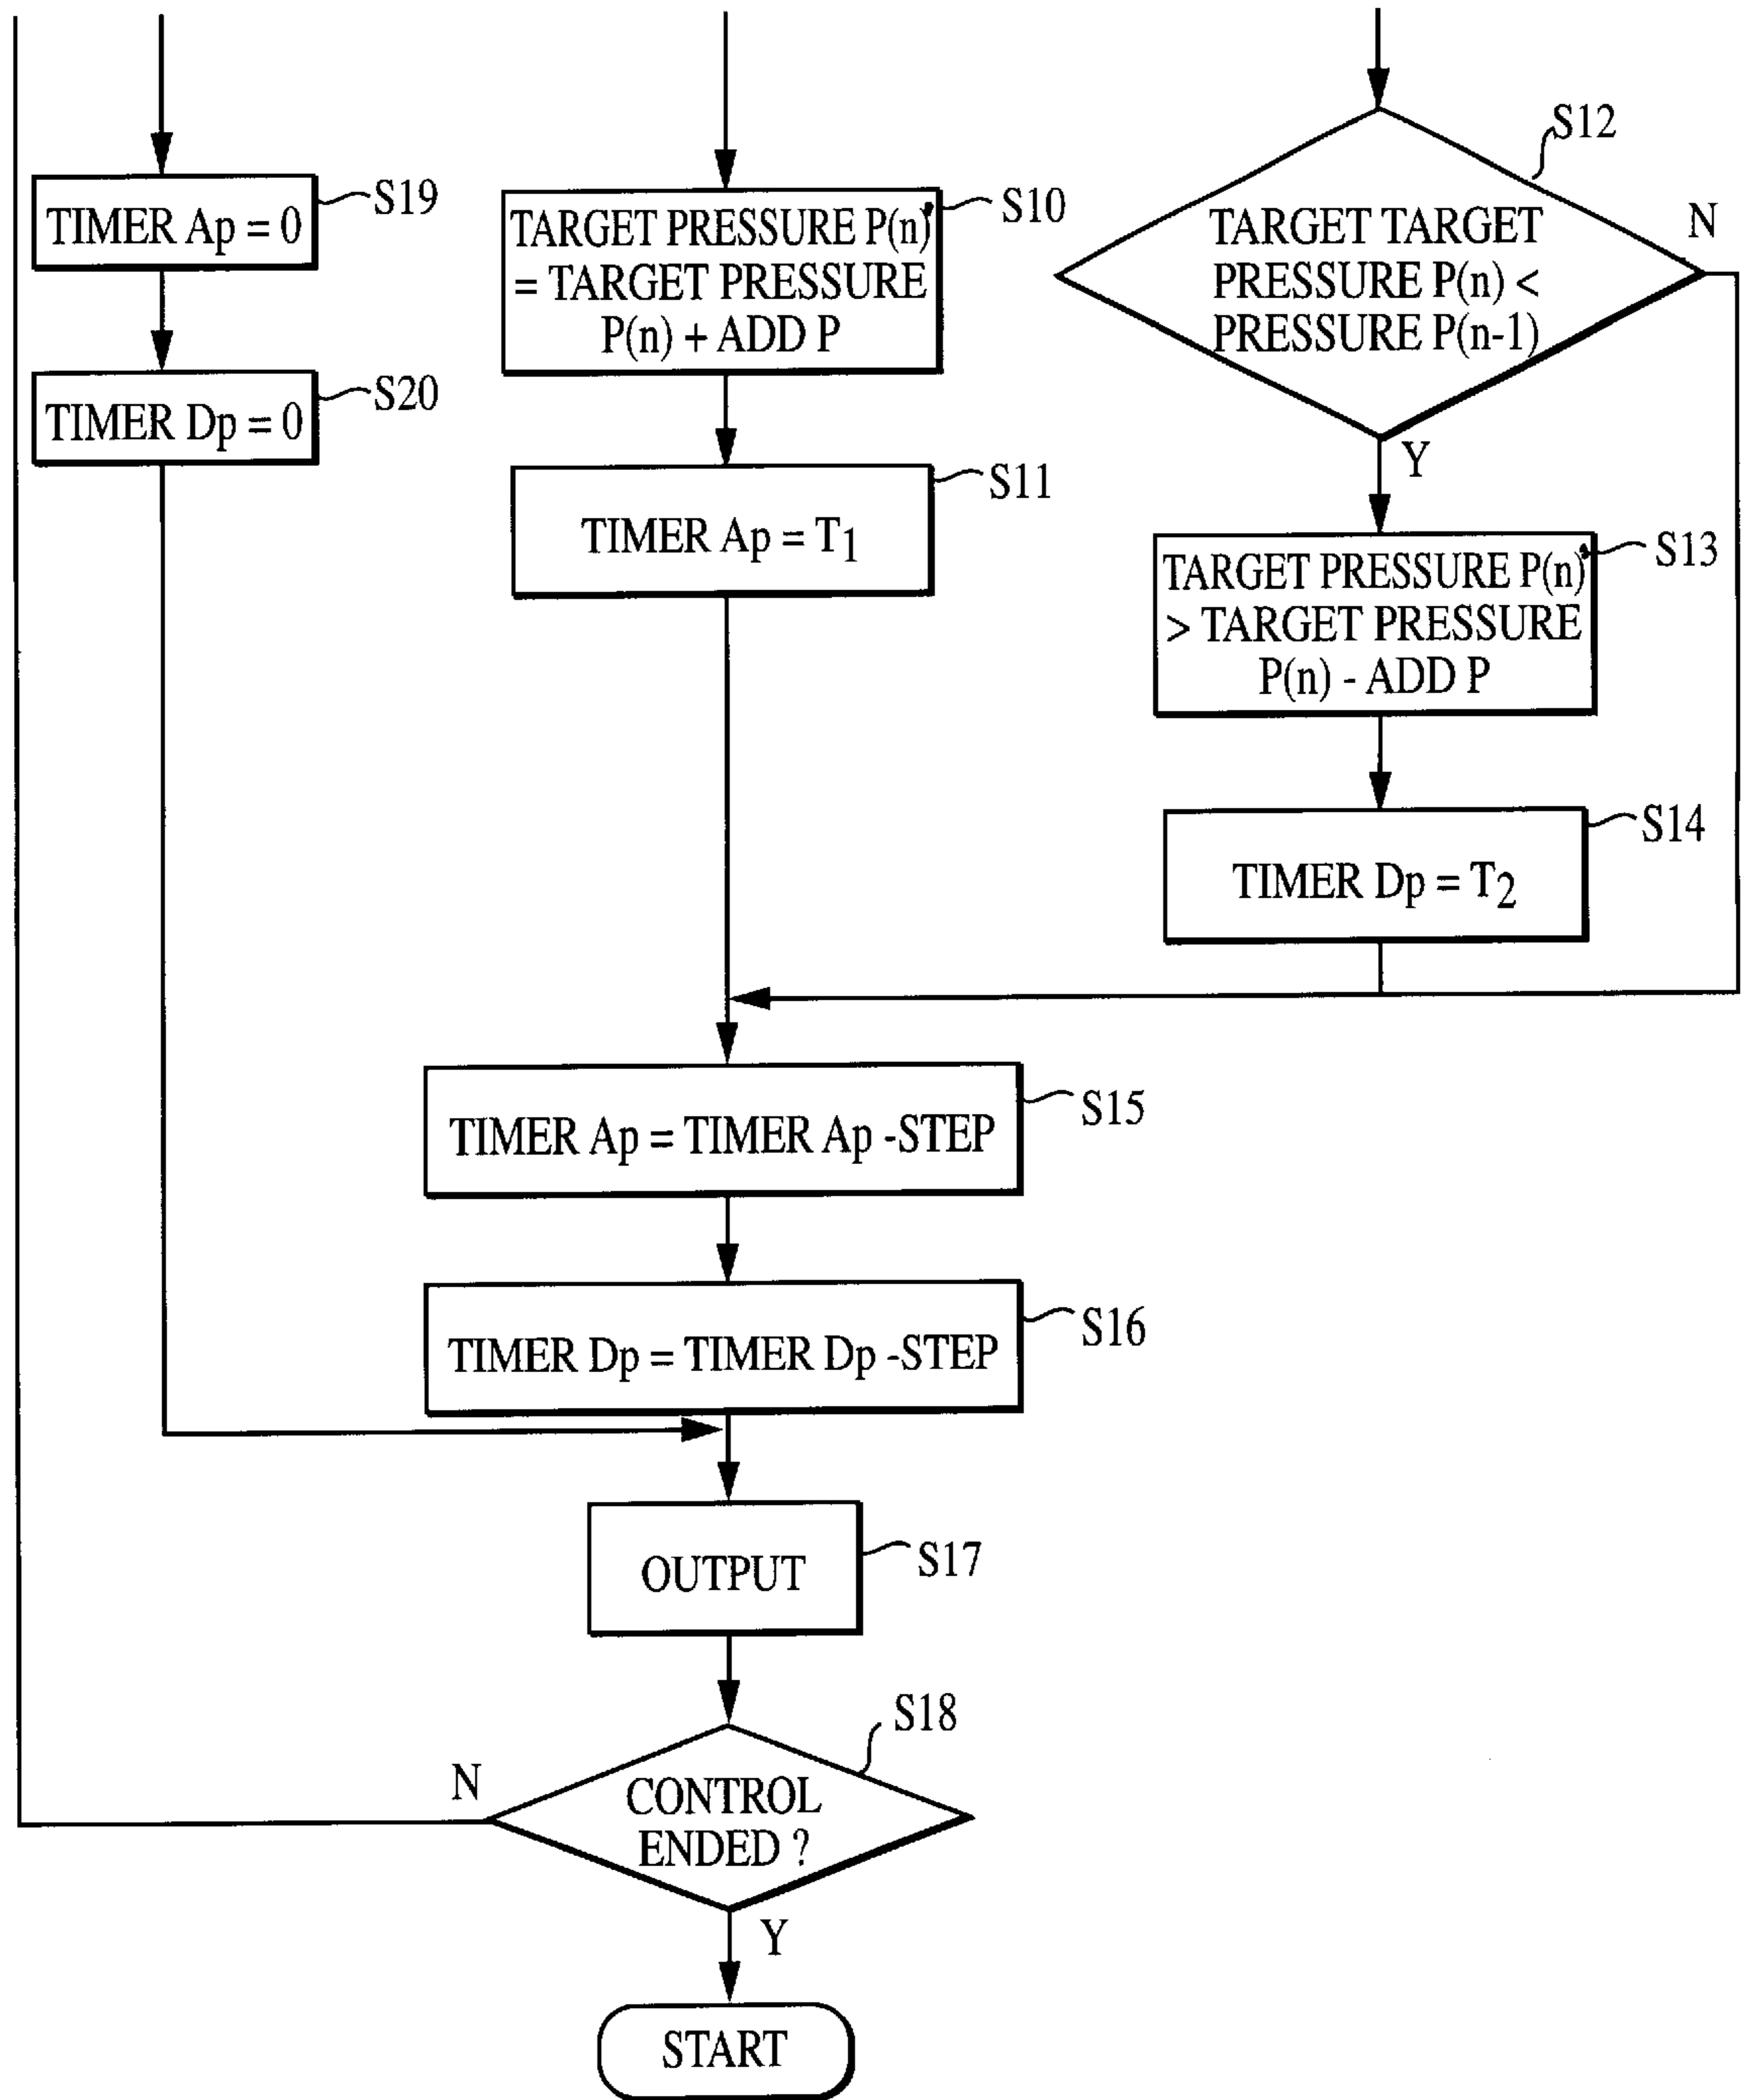 TIMER Ap = 0
S19
TIMER Dp = 0
S20
TARGET PRESSURE P(n)
= TARGET PRESSURE
P(n) + ADD P
S10
TIMER Ap = T1
S11
TARGET TARGET
PRESSURE P(n) <
PRESSURE P(n-1)
S12
N
Y
TARGET PRESSURE P(n)
> TARGET PRESSURE
P(n) - ADD P
S13
TIMER Dp = T2
S14
TIMER Ap = TIMER Ap -STEP
S15
TIMER Dp = TIMER Dp -STEP
S16
OUTPUT
S17
CONTROL
ENDED ?
S18
N
Y
START